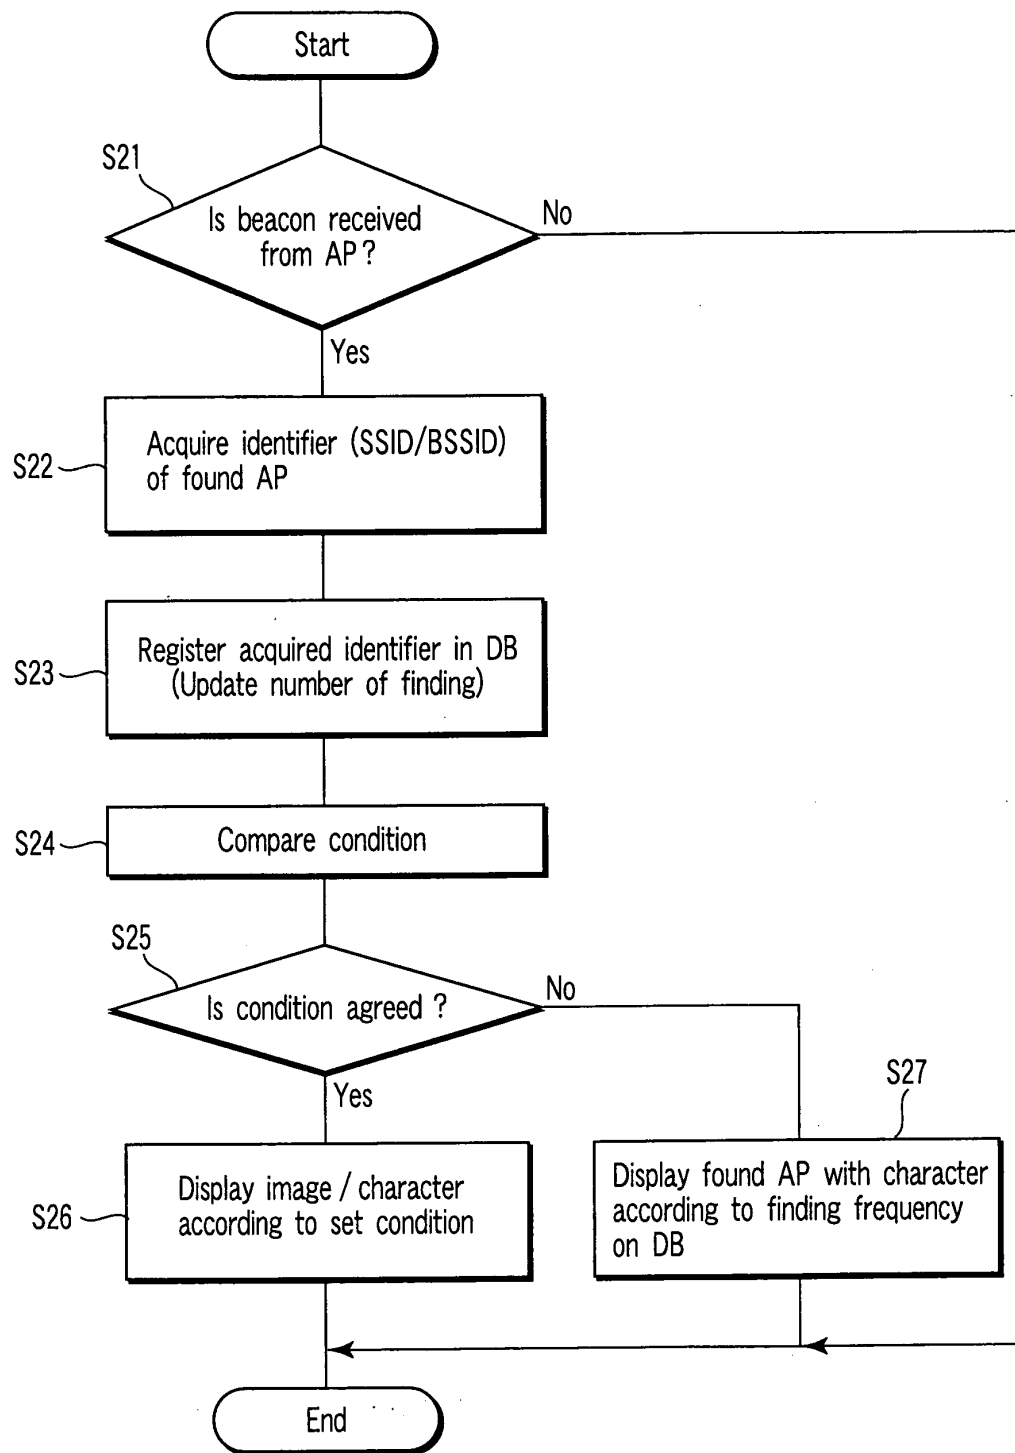 Start
S21
Is beacon received
from AP?
No
Yes
S22
Acquire identifier (SSID/BSSID)
of found AP
S23
Register acquired identifier in DB
(Update number of finding)
S24
Compare condition
S25
Is condition agreed ?
No
Yes
S27
S26
Display image / character
according to set condition
Display found AP with character
according to finding frequency
on DB
End